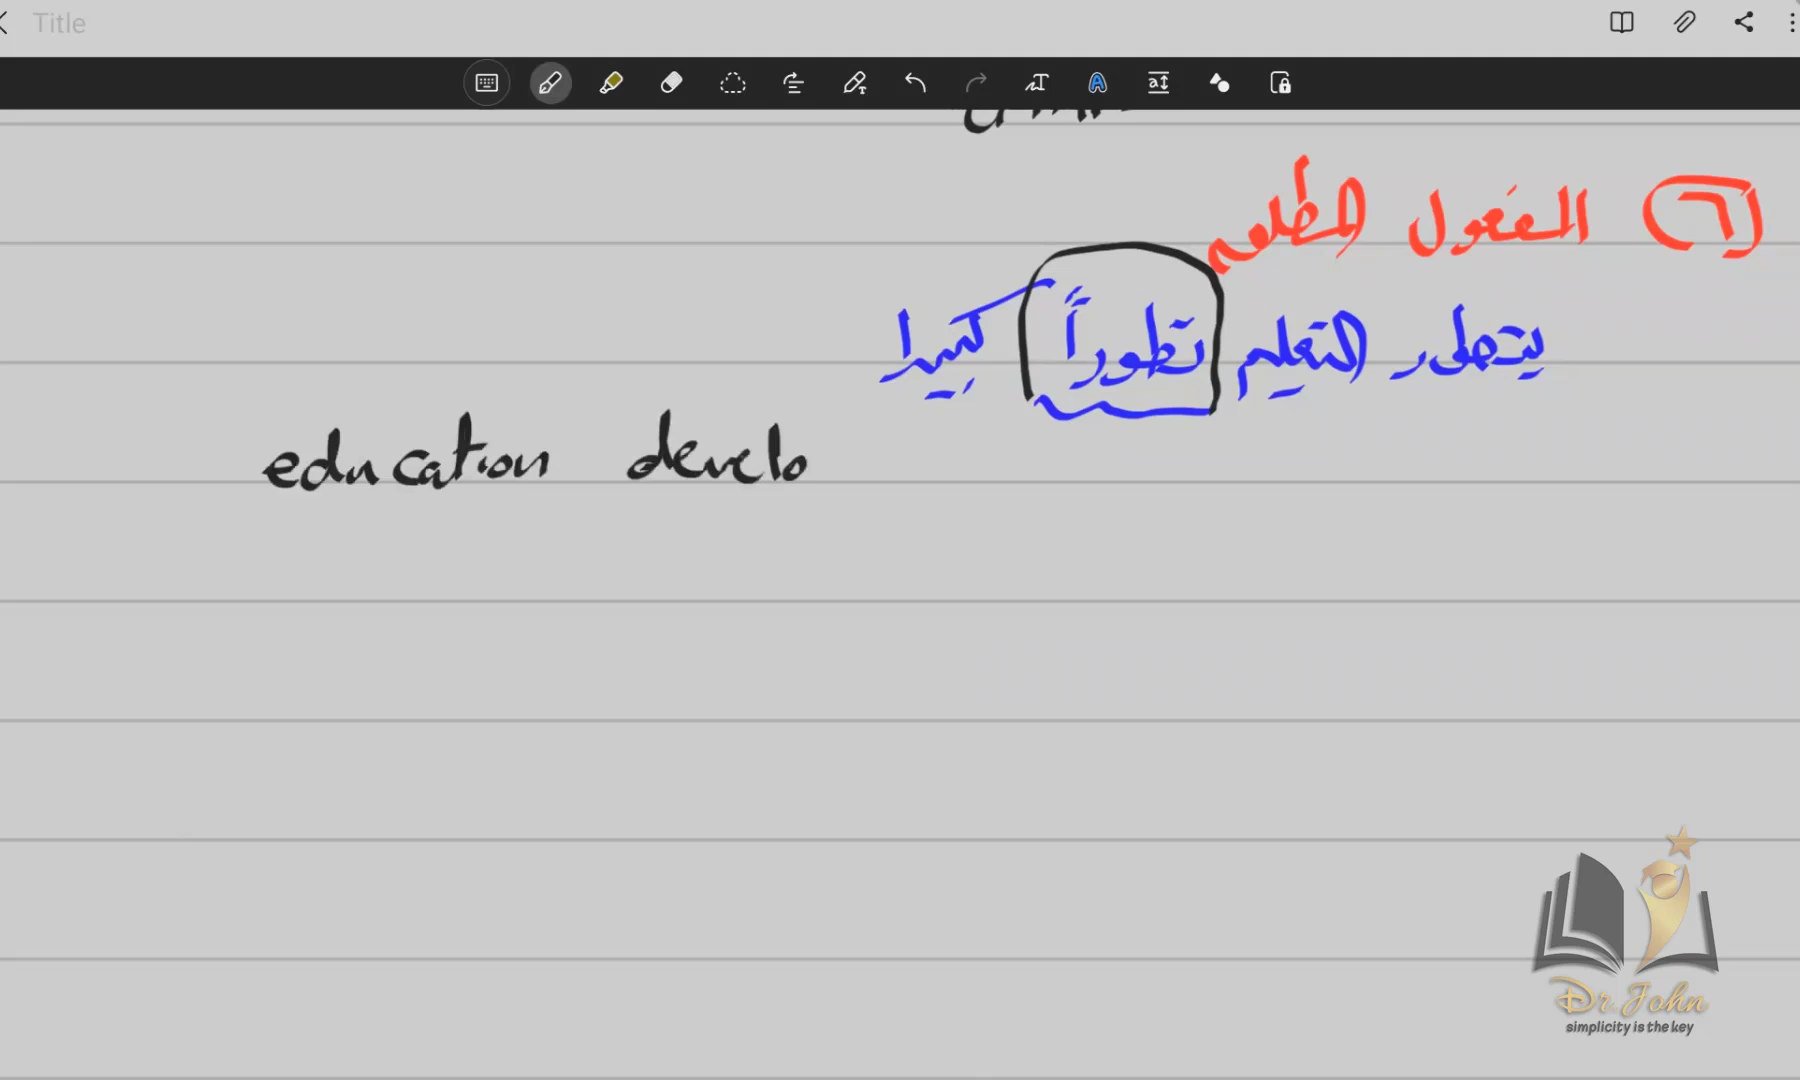 Title
٦ المفعول المطلق
يتطور التعليم تطوراً كبيرا
education develo
Dr. John
simplicity is the key